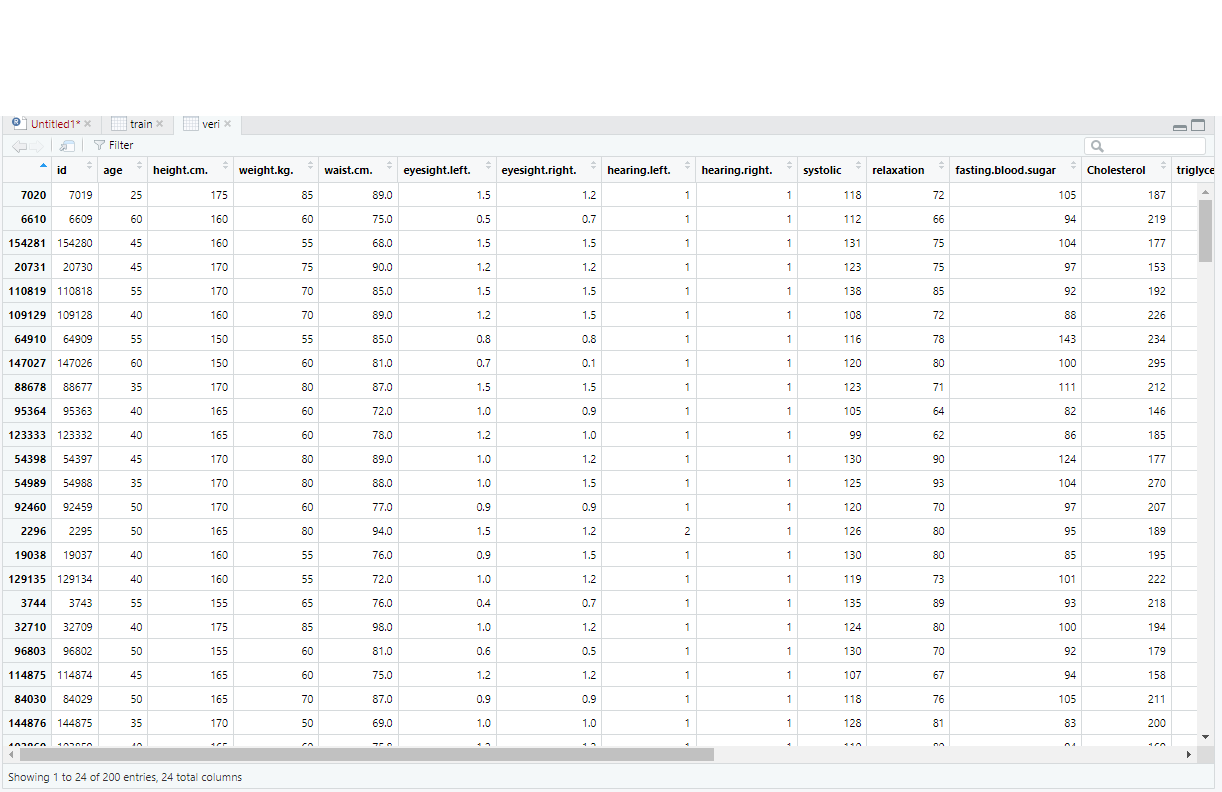 Untitled1* train veri
Filter
id age height.cm. weight.kg. waist.cm. eyesight.left. eyesight.right. hearing.left. hearing.right. systolic relaxation fasting.blood.sugar Cholesterol triglyce
7020 7019 25 175 85 89.0 1.5 1.2 1 1 118 72 105 187
6610 6609 60 160 60 75.0 0.5 0.7 1 1 112 66 94 219
154281 154280 45 160 55 68.0 1.5 1.5 1 1 131 75 104 177
20731 20730 45 170 75 90.0 1.2 1.2 1 1 123 75 97 153
110819 110818 55 170 70 85.0 1.5 1.5 1 1 138 85 92 192
109129 109128 40 160 70 89.0 1.2 1.5 1 1 108 72 88 226
64910 64909 55 150 55 85.0 0.8 0.8 1 1 116 78 143 234
147027 147026 60 150 60 81.0 0.7 0.1 1 1 120 80 100 295
88678 88677 35 170 80 87.0 1.5 1.5 1 1 123 71 111 212
95364 95363 40 165 60 72.0 1.0 0.9 1 1 105 64 82 146
123333 123332 40 165 60 78.0 1.2 1.0 1 1 99 62 86 185
54398 54397 45 170 80 89.0 1.0 1.2 1 1 130 90 124 177
54989 54988 35 170 80 88.0 1.0 1.5 1 1 125 93 104 270
92460 92459 50 170 60 77.0 0.9 0.9 1 1 120 70 97 207
2296 2295 50 165 80 94.0 1.5 1.2 2 1 126 80 95 189
19038 19037 40 160 55 76.0 0.9 1.5 1 1 130 80 85 195
129135 129134 40 160 55 72.0 1.0 1.2 1 1 119 73 101 222
3744 3743 55 155 65 76.0 0.4 0.7 1 1 135 89 93 218
32710 32709 40 175 85 98.0 1.0 1.2 1 1 124 80 100 194
96803 96802 50 155 60 81.0 0.6 0.5 1 1 130 70 92 179
114875 114874 45 165 60 75.0 1.2 1.2 1 1 107 67 94 158
84030 84029 50 165 70 87.0 0.9 0.9 1 1 118 76 105 211
144876 144875 35 170 50 69.0 1.0 1.0 1 1 128 81 83 200
Showing 1 to 24 of 200 entries, 24 total columns